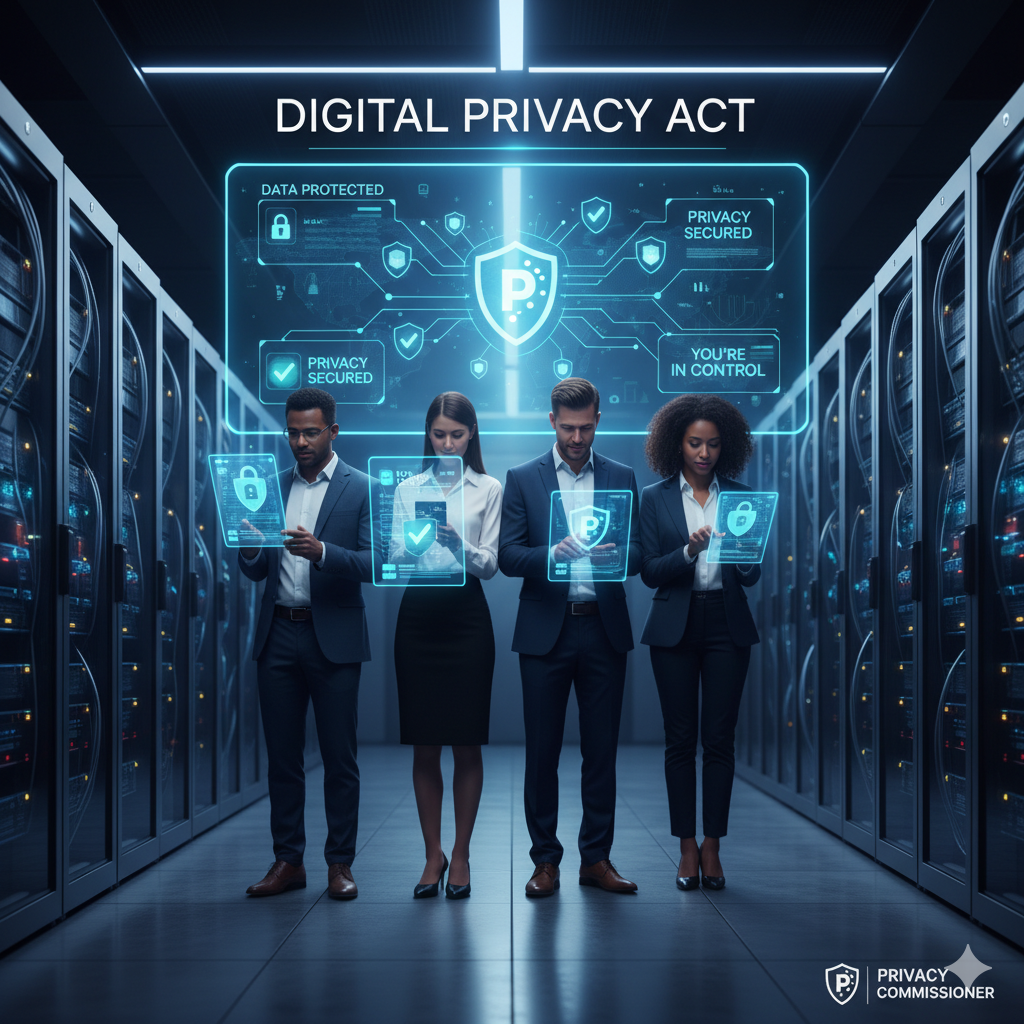 DIGITAL PRIVACY ACT
DATA PROTECTED
PRIVACY
SECURED
PRIVACY
SECURED
YOU'RE
IN CONTROL
P
P
P
PRIVACY
COMMISSIONER